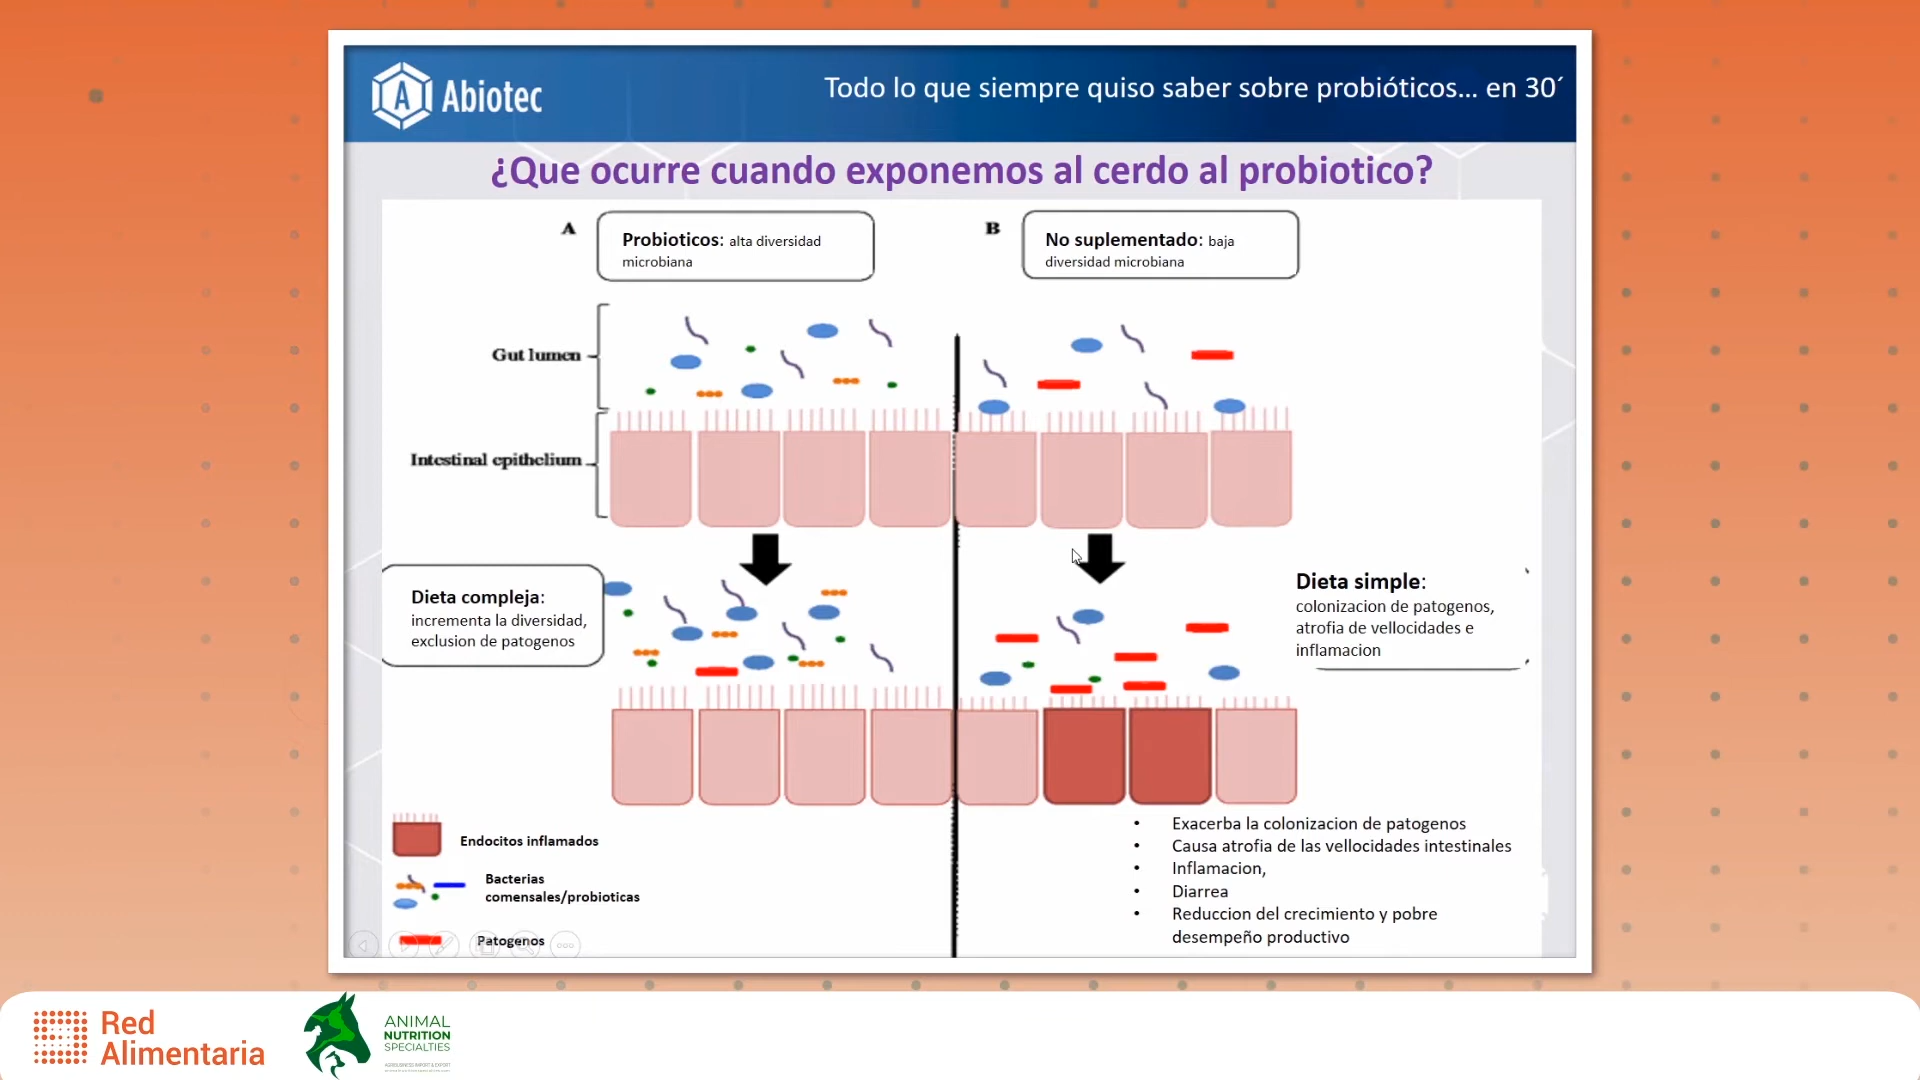 Abiotec
Todo lo que siempre quiso saber sobre probióticos... en 30´
¿Que ocurre cuando exponemos al cerdo al probiotico?
A
Probioticos: alta diversidad
microbiana
B
No suplementado: baja
diversidad microbiana
Gut lumen
Intestinal epithelium
Dieta compleja:
incrementa la diversidad,
exclusion de patogenos
Dieta simple:
colonizacion de patogenos,
atrofia de vellocidades e
inflamacion
Endocitos inflamados
Bacterias
comensales/probioticas
Patogenos
• Exacerba la colonizacion de patogenos
• Causa atrofia de las vellocidades intestinales
• Inflamacion,
• Diarrea
• Reduccion del crecimiento y pobre
desempeño productivo
Red
Alimentaria
ANIMAL
NUTRITION
SPECIALTIES